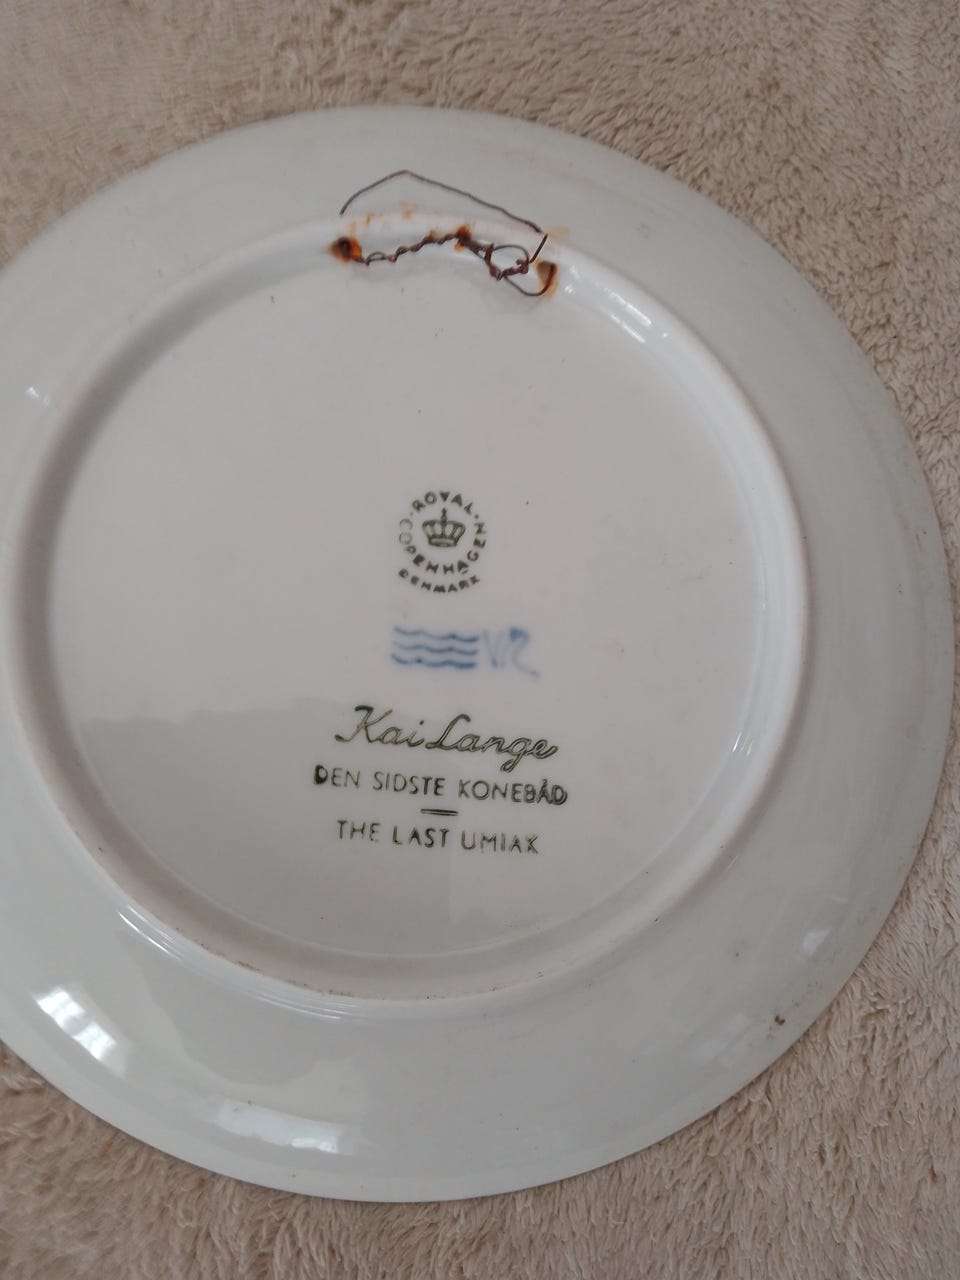 ROYAL
COPENHAGEN
DENMARK
Kai Lange
DEN SIDSTE KONEBÅD
THE LAST UMIAK